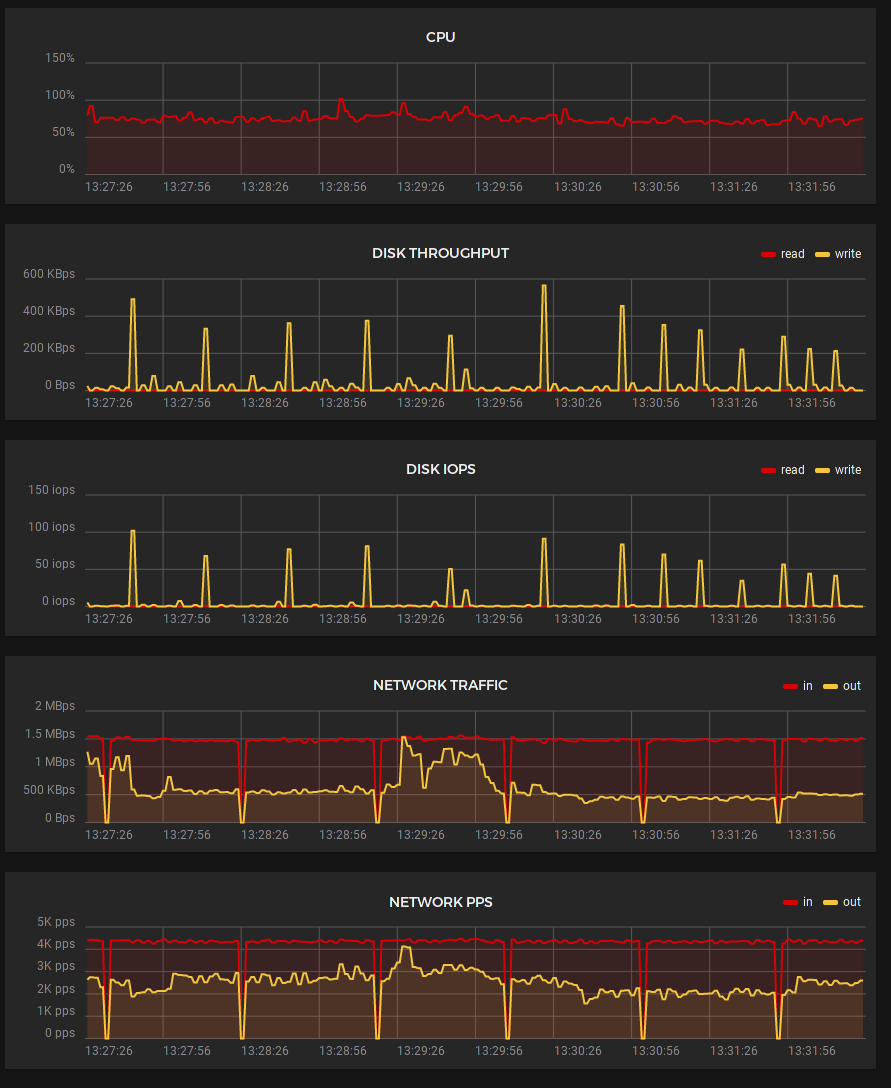 CPU
150%
100%
50%
0%
13:27:26 13:27:56 13:28:26 13:28:56 13:29:26 13:29:56 13:30:26 13:30:56 13:31:26 13:31:56
DISK THROUGHPUT
read write
600 KBps
400 KBps
200 KBps
0 Bps
13:27:26 13:27:56 13:28:26 13:28:56 13:29:26 13:29:56 13:30:26 13:30:56 13:31:26 13:31:56
DISK IOPS
read write
150 iops
100 iops
50 iops
0 iops
13:27:26 13:27:56 13:28:26 13:28:56 13:29:26 13:29:56 13:30:26 13:30:56 13:31:26 13:31:56
NETWORK TRAFFIC
in out
2 MBps
1.5 MBps
1 MBps
500 KBps
0 Bps
13:27:26 13:27:56 13:28:26 13:28:56 13:29:26 13:29:56 13:30:26 13:30:56 13:31:26 13:31:56
NETWORK PPS
in out
5K pps
4K pps
3K pps
2K pps
1K pps
0 pps
13:27:26 13:27:56 13:28:26 13:28:56 13:29:26 13:29:56 13:30:26 13:30:56 13:31:26 13:31:56